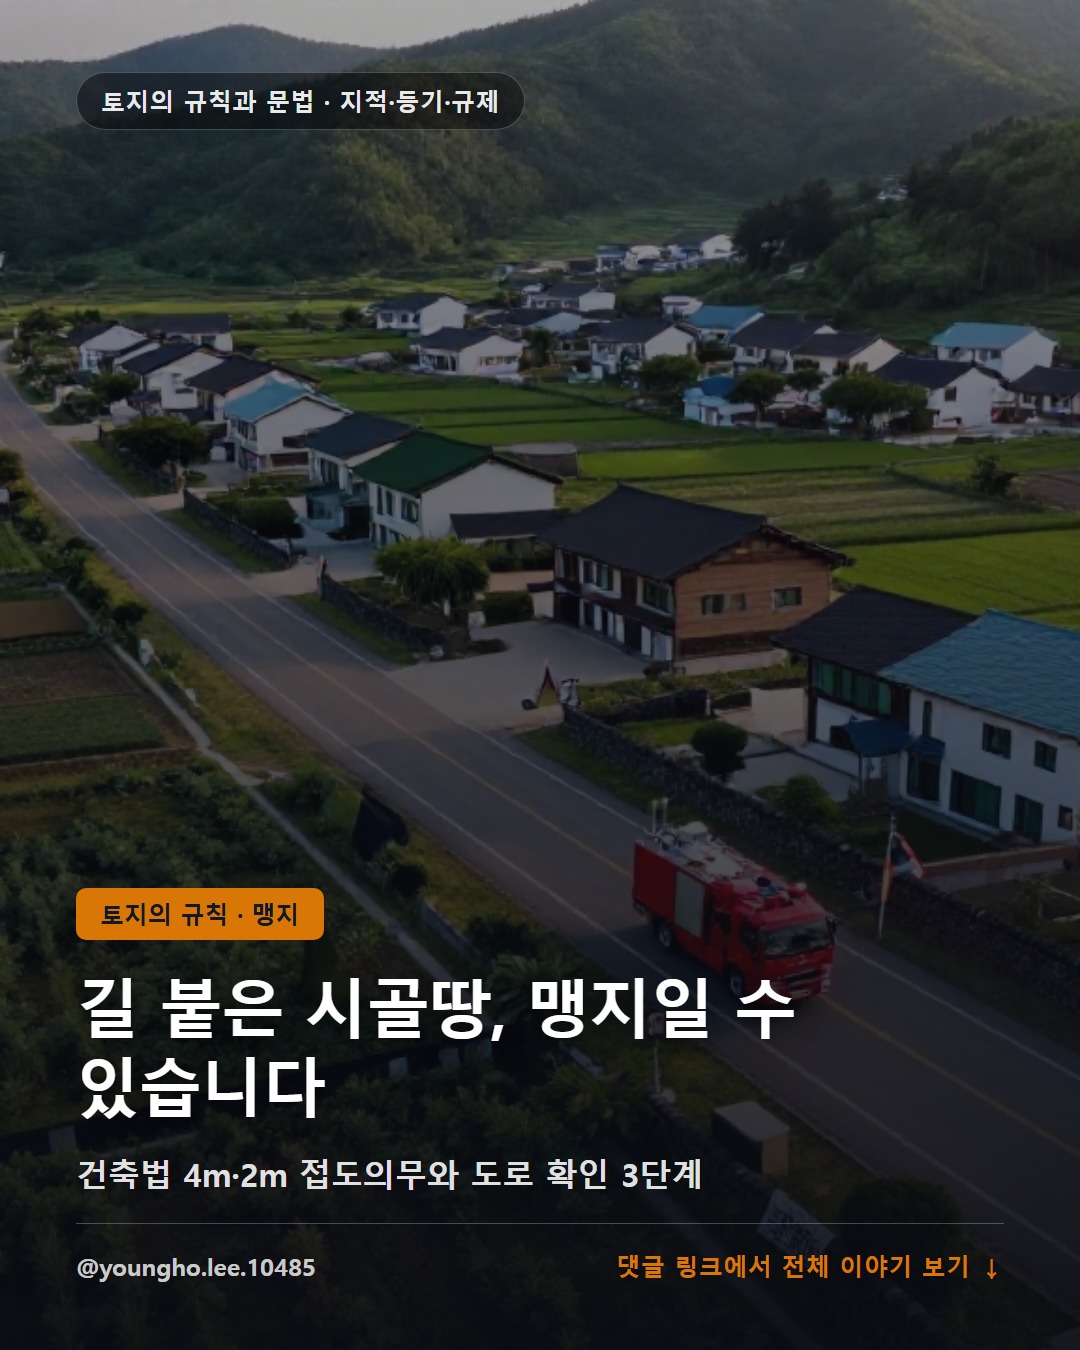 토지의 규칙과 문법 · 지적·등기·규제
토지의 규칙 · 맹지
길 붙은 시골땅, 맹지일 수
있습니다
건축법 4m·2m 접도의무와 도로 확인 3단계
@youngho.lee.10485
댓글 링크에서 전체 이야기 보기 ↓